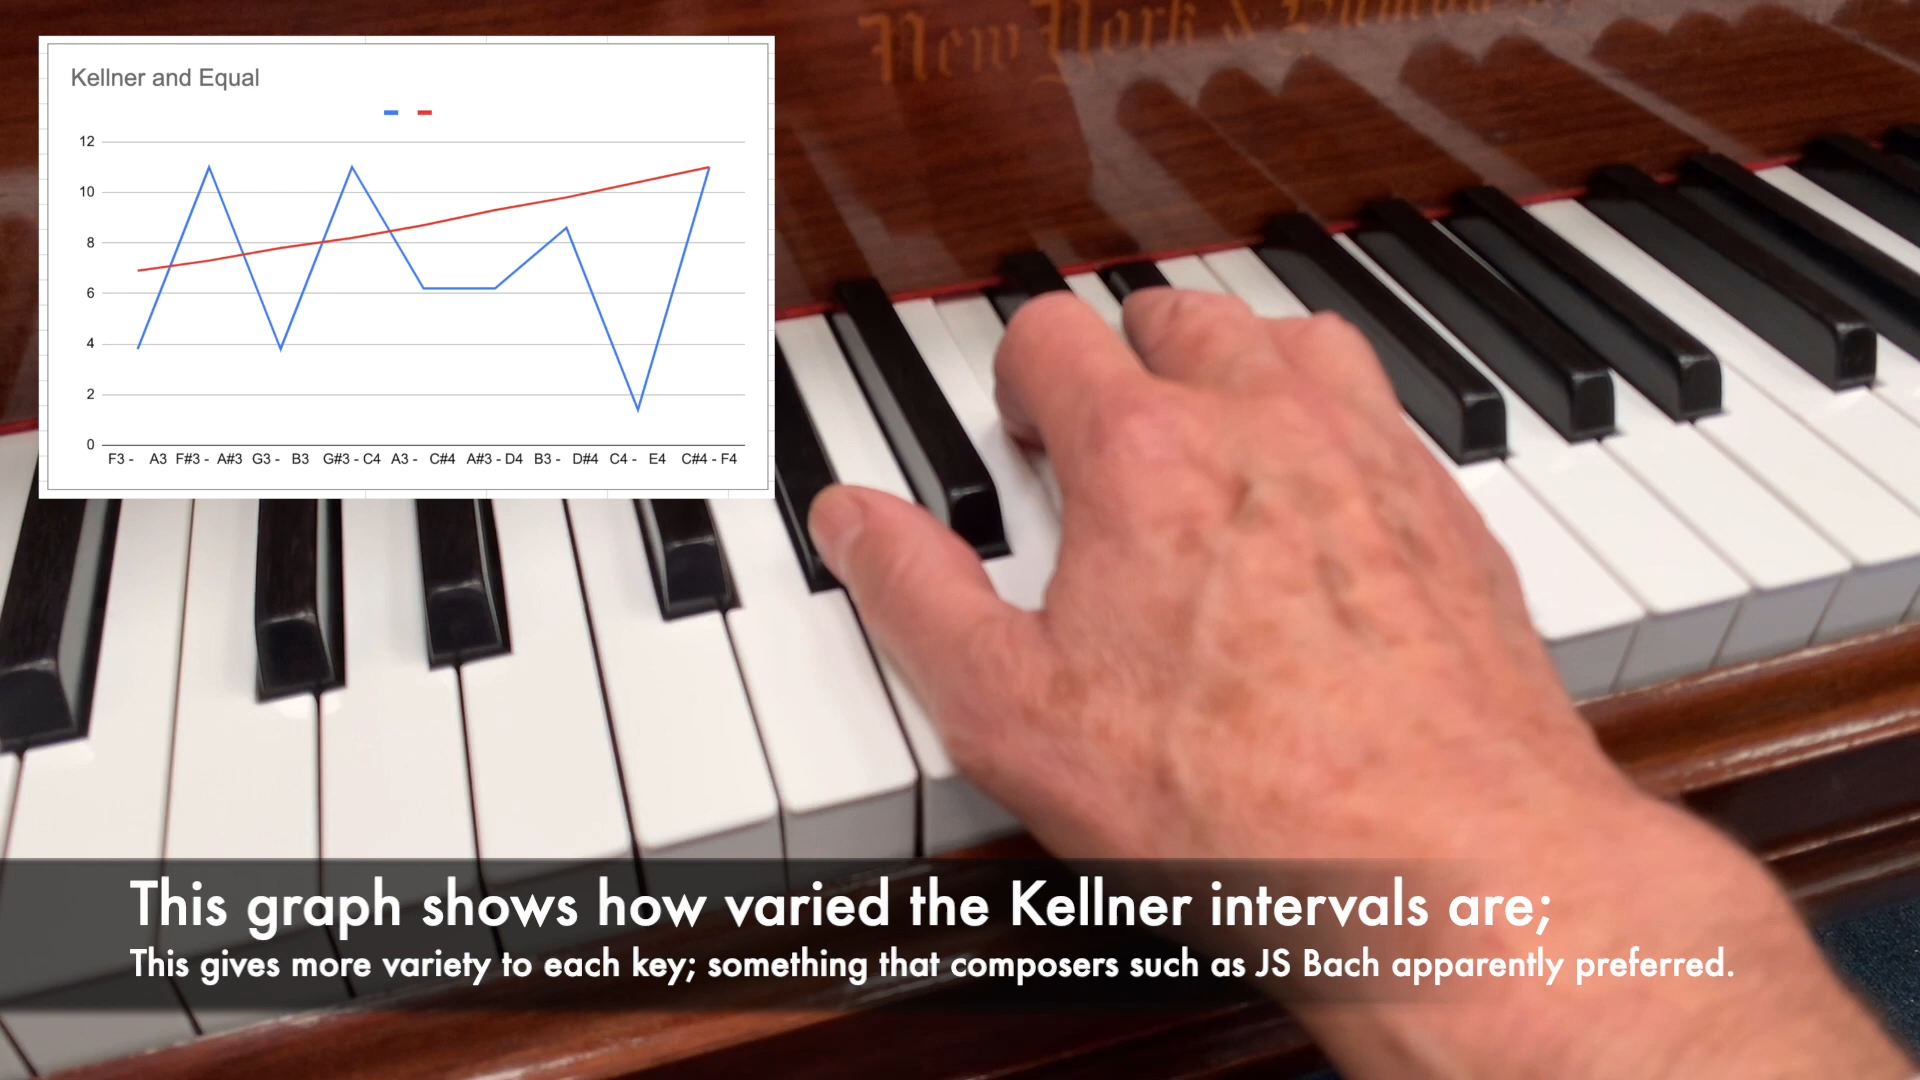 New York &
Kellner and Equal
12
10
8
6
4
2
0
F3 - A3 F#3 - A#3 G3 - B3 G#3 - C4 A3 - C#4 A#3 - D4 B3 - D#4 C4 - E4 C#4 - F4
This graph shows how varied the Kellner intervals are;
This gives more variety to each key; something that composers such as JS Bach apparently preferred.